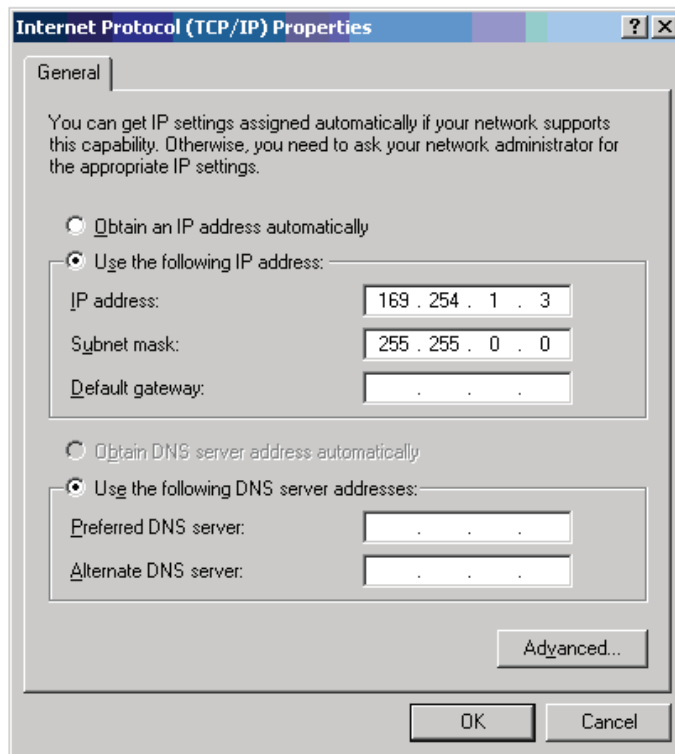 Internet Protocol (TCP/IP) Properties
General
You can get IP settings assigned automatically if your network supports
this capability. Otherwise, you need to ask your network administrator for
the appropriate IP settings.
Obtain an IP address automatically
Use the following IP address:
IP address: 169 . 254 . 1 . 3
Subnet mask: 255 . 255 . 0 . 0
Default gateway: . . .
Obtain DNS server address automatically
Use the following DNS server addresses:
Preferred DNS server: . . .
Alternate DNS server: . . .
Advanced...
OK Cancel